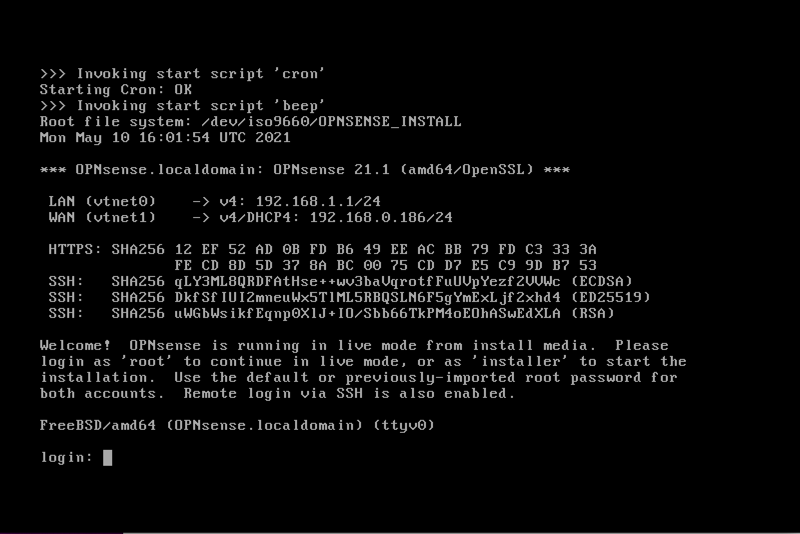 >>> Invoking start script 'cron'
Starting Cron: OK
>>> Invoking start script 'beep'
Root file system: /dev/iso9660/OPNSENSE_INSTALL
Mon May 10 16:01:54 UTC 2021
*** OPNsense.localdomain: OPNsense 21.1 (amd64/OpenSSL) ***
LAN (vtnet0)    -> v4: 192.168.1.1/24
WAN (vtnet1)    -> v4/DHCP4: 192.168.0.186/24
HTTPS: SHA256 12 EF 52 AD 0B FD B6 49 EE AC BB 79 FD C3 33 3A
FE CD 8D 5D 37 8A BC 00 75 CD D7 E5 C9 9D B7 53
SSH:   SHA256 qLY3ML8QRDFAtHse++wv3baVqrotfFuUVpYezf2VVWc (ECDSA)
SSH:   SHA256 DkfSfIUI2mneuWx5TlML5RBQSLN6F5gYmExLjf2xhd4 (ED25519)
SSH:   SHA256 uWGbWsikfEqnp0XlJ+IO/Sbb66TkPM4oEOhASwEdXLA (RSA)
Welcome!  OPNsense is running in live mode from install media.  Please
login as 'root' to continue in live mode, or as 'installer' to start the
installation.  Use the default or previously-imported root password for
both accounts.  Remote login via SSH is also enabled.
FreeBSD/amd64 (OPNsense.localdomain) (ttyv0)
login: